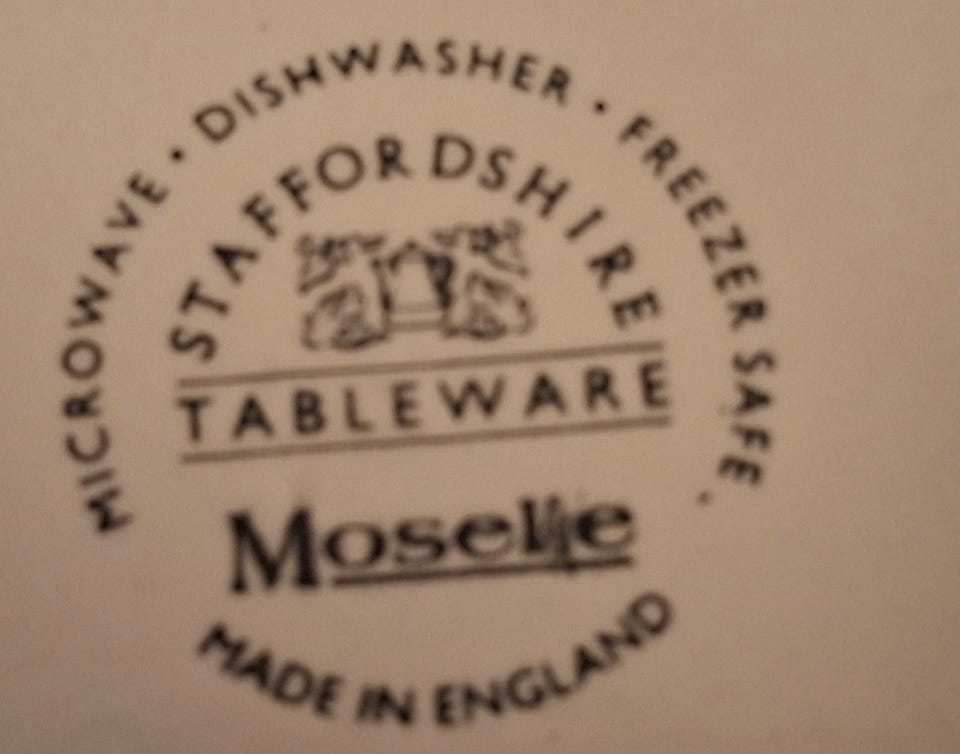 MICROWAVE · DISHWASHER · FREEZER SAFE.
STAFFORDSHIRE
TABLEWARE
Moselle
MADE IN ENGLAND